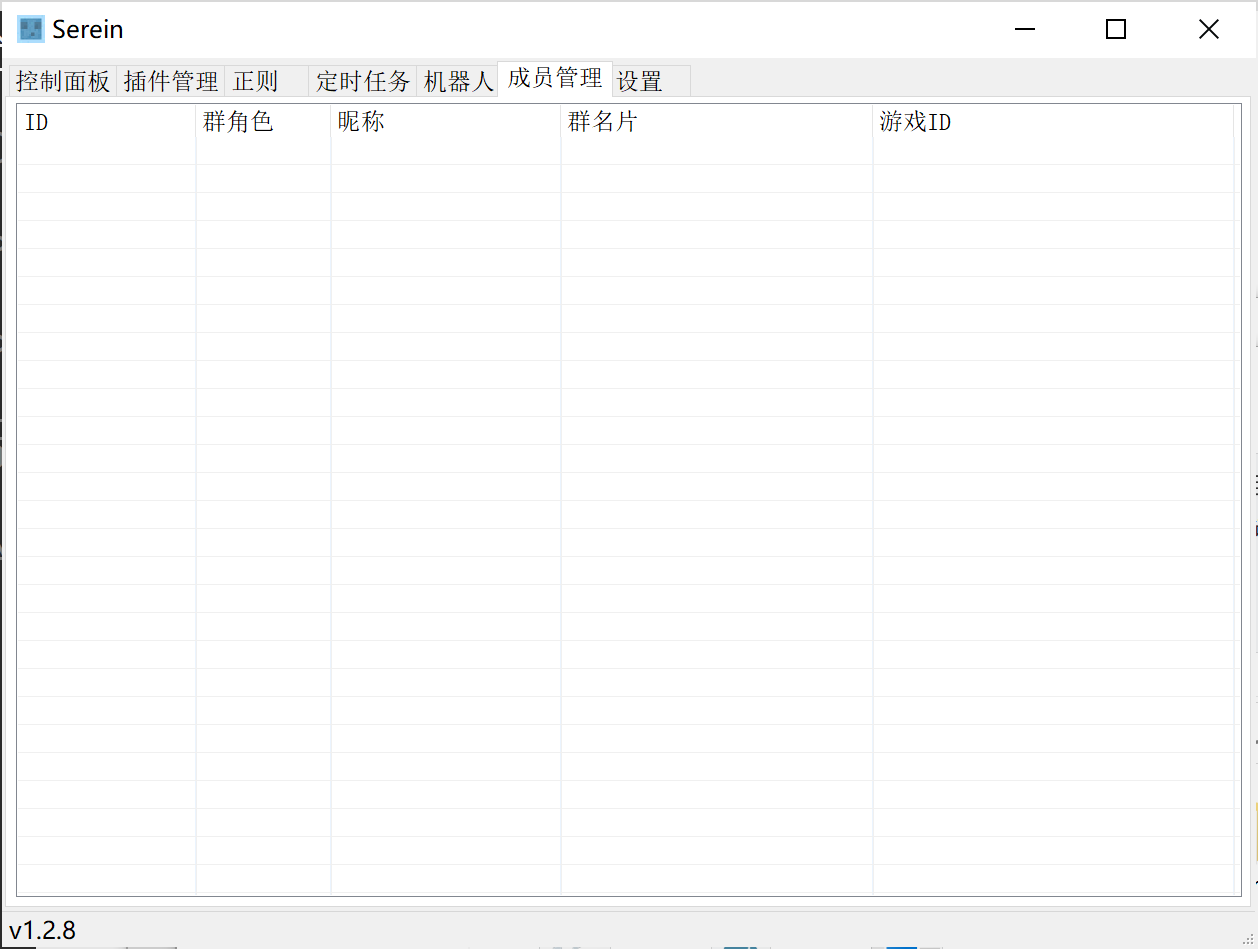 Serein
控制面板 插件管理 正则 定时任务 机器人 成员管理 设置
ID 群角色 昵称 群名片 游戏ID
v1.2.8